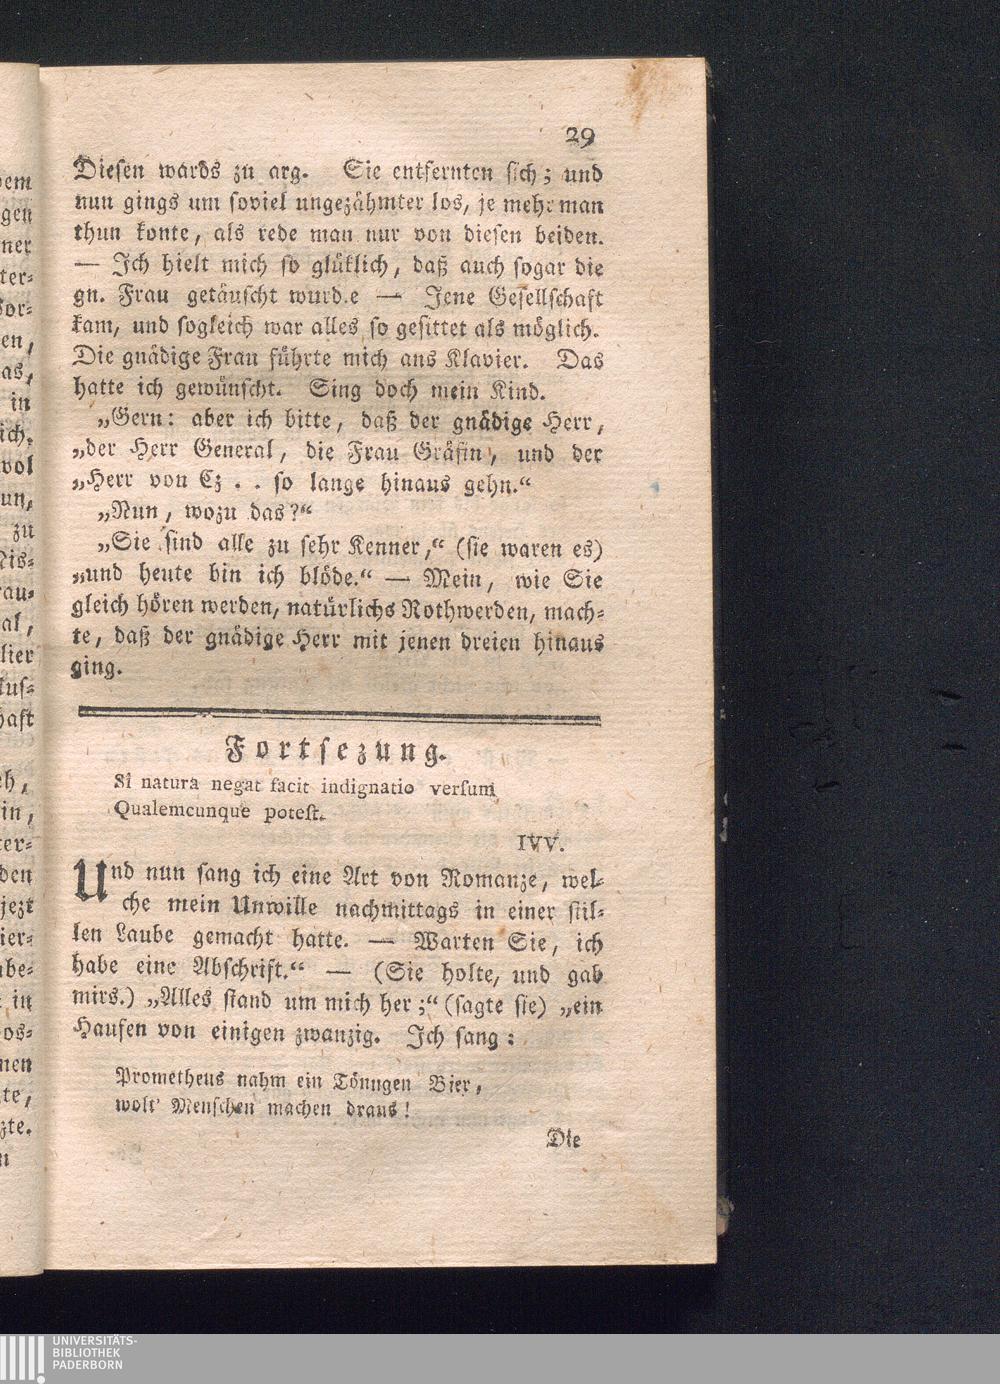 29
Diesen wards zu arg. Sie entfernten sich; und
nun gings um soviel ungezähmter los, je mehr man
thun konte, als rede man nur von diesen beiden.
— Ich hielt mich so glüklich, daß auch sogar die
gn. Frau getäuscht wurde — Jene Gesellschaft
kam, und sogleich war alles so gesittet als möglich.
Die gnädige Frau führte mich ans Klavier. Das
hatte ich gewünscht. Sing doch mein Kind.
„Gern: aber ich bitte, daß der gnädige Herr,
„der Herr General, die Frau Gräfin, und der
„Herr von Cz . . so lange hinaus gehn.“
„Nun, wozu das?“
„Sie sind alle zu sehr Kenner,“ (sie waren es)
„und heute bin ich blöde.“ — Mein, wie Sie
gleich hören werden, natürlichs Rothwerden, mach-
te, daß der gnädige Herr mit jenen dreien hinaus
ging.
Fortsezung.
Si natura negat facit indignatio verſum
Qualemcunque poteſt.
IVV.
Und nun sang ich eine Art von Romanze, wel-
che mein Unwille nachmittags in einer stil-
len Laube gemacht hatte. — Warten Sie, ich
habe eine Abschrift.“ — (Sie holte, und gab
mirs.) „Alles stand um mich her;“ (sagte sie) „ein
Haufen von einigen zwanzig. Ich sang:
Prometheus nahm ein Tönngen Bier,
wolt' Menschen machen draus!
Die
UNIVERSITÄTS-
BIBLIOTHEK
PADERBORN